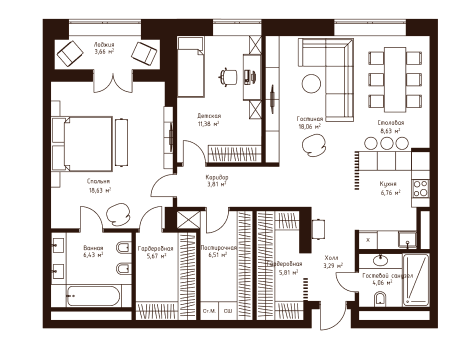 Лоджия
3,66 м²
Детская
11,38 м²
Гостиная
18,06 м²
Столовая
8,63 м²
Спальня
18,63 м²
Коридор
3,81 м²
Кухня
6,76 м²
Ванная
6,43 м²
Гардеробная
5,67 м²
Постирочная
6,51 м²
Гардеробная
5,81 м²
Холл
3,29 м²
Гостевой санузел
4,06 м²
Ст.М.
СШ